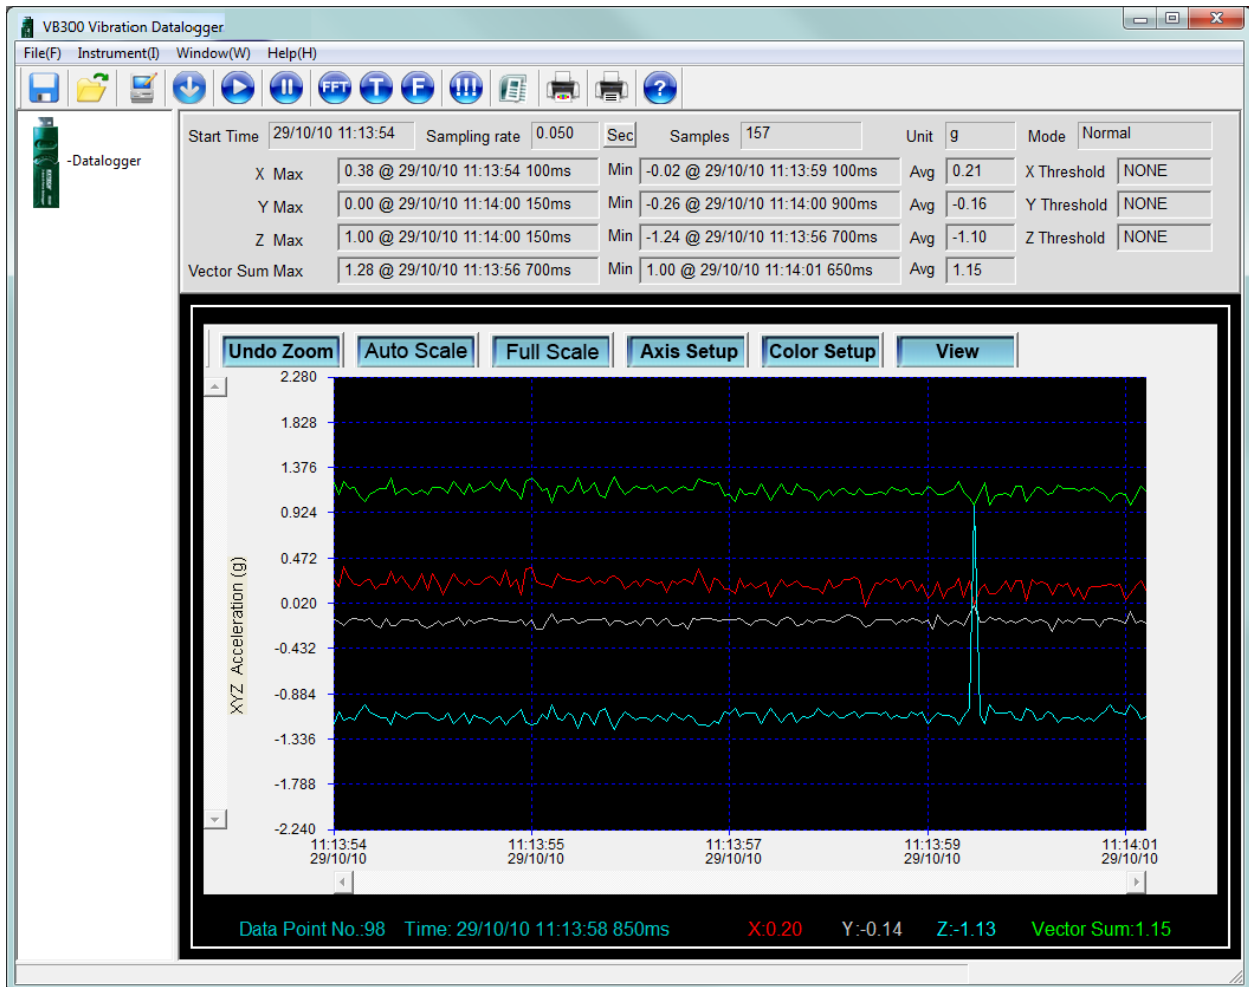 VB300 Vibration Datalogger
File(F) Instrument(I) Window(W) Help(H)
FFT T F !!! ?
-Datalogger
Start Time 29/10/10 11:13:54 Sampling rate 0.050 Sec Samples 157 Unit g Mode Normal
X Max 0.38 @ 29/10/10 11:13:54 100ms Min -0.02 @ 29/10/10 11:13:59 100ms Avg 0.21 X Threshold NONE
Y Max 0.00 @ 29/10/10 11:14:00 150ms Min -0.26 @ 29/10/10 11:14:00 900ms Avg -0.16 Y Threshold NONE
Z Max 1.00 @ 29/10/10 11:14:00 150ms Min -1.24 @ 29/10/10 11:13:56 700ms Avg -1.10 Z Threshold NONE
Vector Sum Max 1.28 @ 29/10/10 11:13:56 700ms Min 1.00 @ 29/10/10 11:14:01 650ms Avg 1.15
Undo Zoom Auto Scale Full Scale Axis Setup Color Setup View
XYZ Acceleration (g)
2.280
1.828
1.376
0.924
0.472
0.020
-0.432
-0.884
-1.336
-1.788
-2.240
11:13:54 11:13:55 11:13:57 11:13:59 11:14:01
29/10/10 29/10/10 29/10/10 29/10/10 29/10/10
Data Point No.:98 Time: 29/10/10 11:13:58 850ms X:0.20 Y:-0.14 Z:-1.13 Vector Sum:1.15